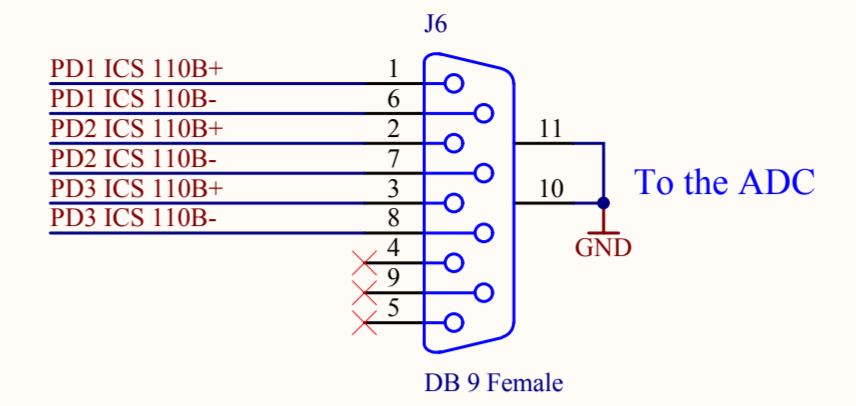 J6
PD1 ICS 110B+ 1
PD1 ICS 110B- 6
PD2 ICS 110B+ 2 11
PD2 ICS 110B- 7
PD3 ICS 110B+ 3 10 To the ADC
PD3 ICS 110B- 8
4 GND
9
5
DB 9 Female